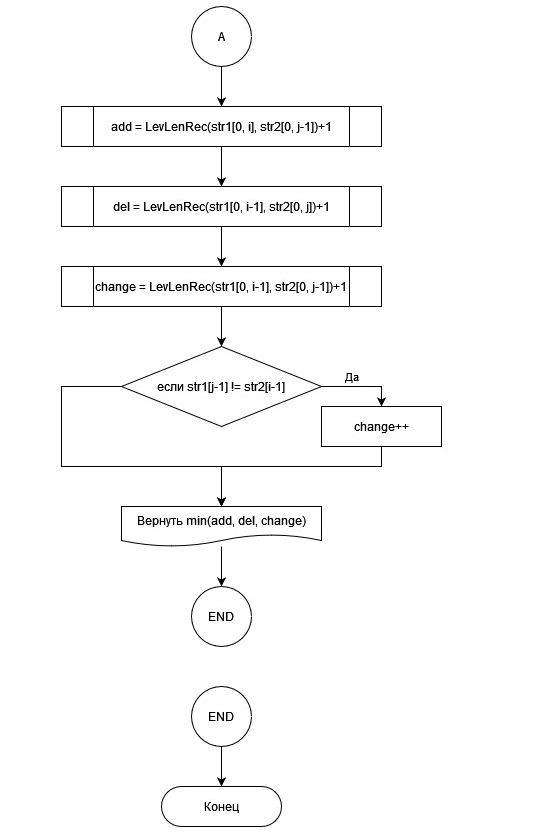 A
add = LevLenRec(str1[0, i], str2[0, j-1])+1
del = LevLenRec(str1[0, i-1], str2[0, j])+1
change = LevLenRec(str1[0, i-1], str2[0, j-1])+1
если str1[j-1] != str2[i-1]
Да
change++
Вернуть min(add, del, change)
END
END
Конец